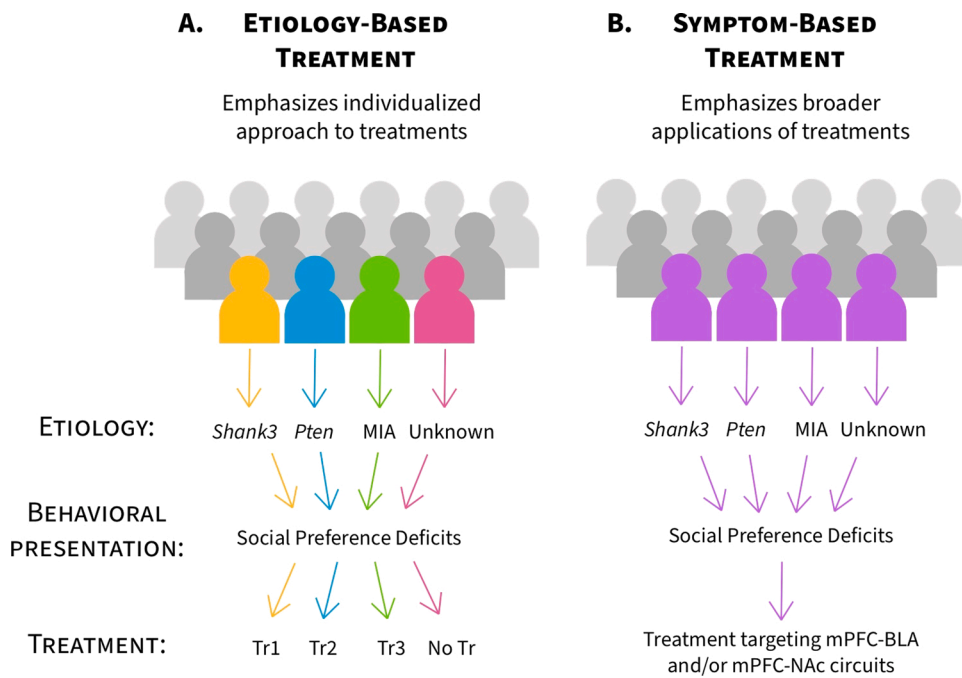 A. Etiology-Based
Treatment
Emphasizes individualized
approach to treatments
Etiology:
Shank3 Pten MIA Unknown
Behavioral
presentation:
Social Preference Deficits
Treatment:
Tr1 Tr2 Tr3 No Tr
B. Symptom-Based
Treatment
Emphasizes broader
applications of treatments
Shank3 Pten MIA Unknown
Social Preference Deficits
Treatment targeting mPFC-BLA
and/or mPFC-NAc circuits